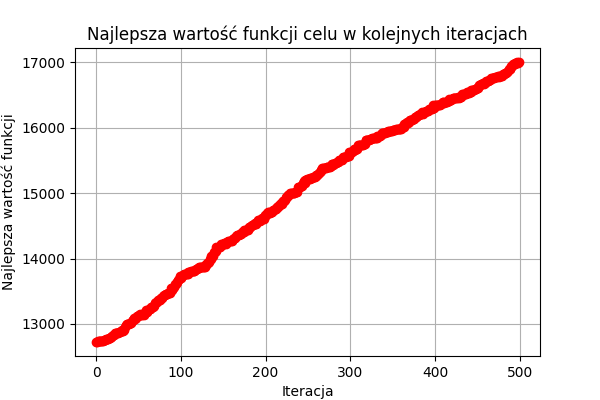 Najlepsza wartość funkcji celu w kolejnych iteracjach
Najlepsza wartość funkcji
17000
16000
15000
14000
13000
0 100 200 300 400 500
Iteracja